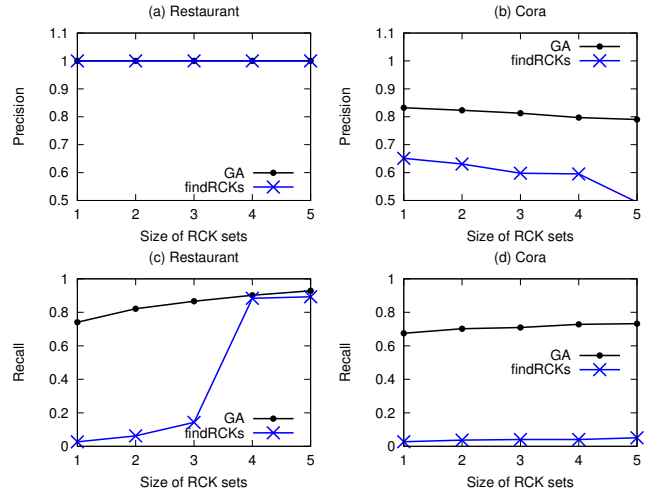 (a) Restaurant
1.1
1
0.9
0.8
0.7
0.6
0.5
Precision
GA
findRCKs
1 2 3 4 5
Size of RCK sets
(b) Cora
1.1
1
0.9
0.8
0.7
0.6
0.5
Precision
GA
findRCKs
1 2 3 4 5
Size of RCK sets
(c) Restaurant
1
0.8
0.6
0.4
0.2
0
Recall
GA
findRCKs
1 2 3 4 5
Size of RCK sets
(d) Cora
1
0.8
0.6
0.4
0.2
0
Recall
GA
findRCKs
1 2 3 4 5
Size of RCK sets